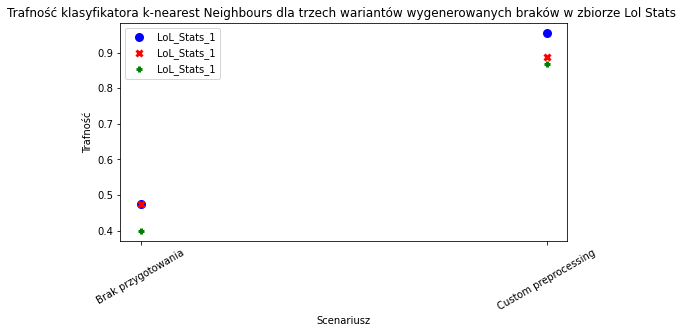 Trafność klasyfikatora k-nearest Neighbours dla trzech wariantów wygenerowanych braków w zbiorze Lol Stats
LoL_Stats_1
LoL_Stats_1
LoL_Stats_1
0.9
0.8
0.7
0.6
0.5
0.4
Trafność
Brak przygotowania
Custom preprocessing
Scenariusz